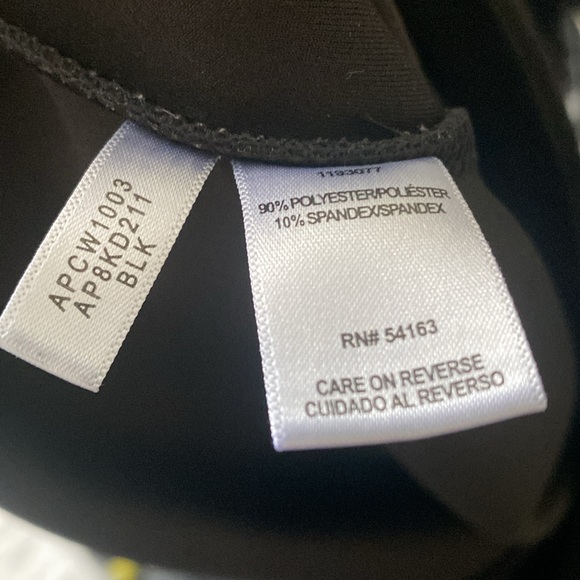 APCW1003
AP8KD211
BLK
1193077
90% POLYESTER/POLIÉSTER
10% SPANDEX/SPANDEX
RN# 54163
CARE ON REVERSE
CUIDADO AL REVERSO